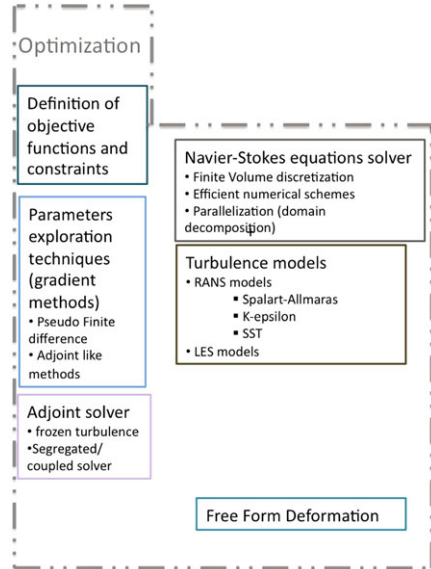 Optimization
Definition of
objective
functions and
constraints
Parameters
exploration
techniques
(gradient
methods)
• Pseudo Finite
difference
• Adjoint like
methods
Adjoint solver
• frozen turbulence
•Segregated/
coupled solver
Navier-Stokes equations solver
• Finite Volume discretization
• Efficient numerical schemes
• Parallelization (domain
decomposition)
Turbulence models
• RANS models
▪ Spalart-Allmaras
▪ K-epsilon
▪ SST
• LES models
Free Form Deformation